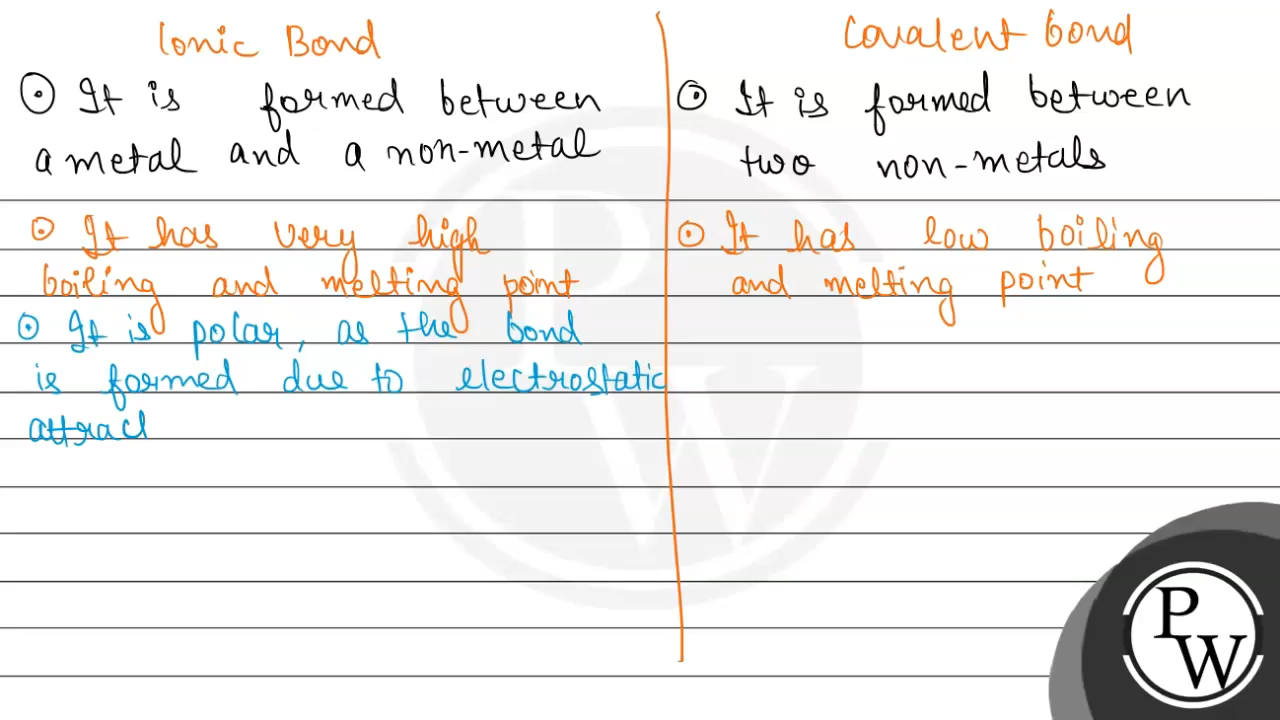 Ionic Bond
⊙ It is formed between
a metal and a non-metal
⊙ It has very high
boiling and melting point
⊙ It is polar, as the bond
is formed due to electrostatic
attract
Covalent bond
⊙ It is formed between
two non-metals
⊙ It has low boiling
and melting point
PW
PW